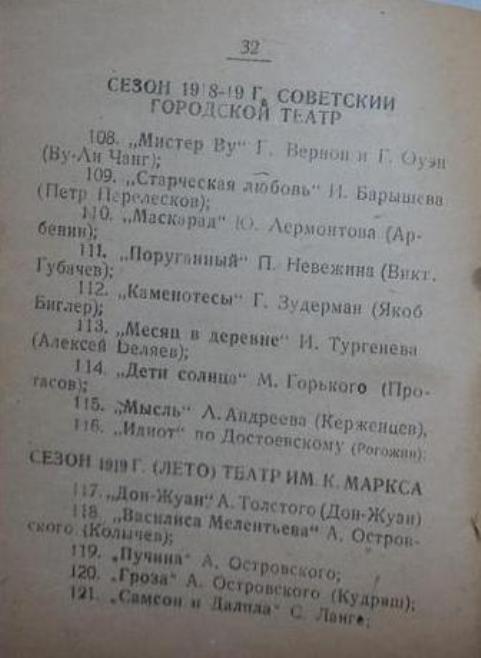 32
СЕЗОН 1918-19 Г. СОВЕТСКИИ
ГОРОДСКОЙ ТЕАТР
108. „Мистер Ву" Г. Вернон и Г. Оуэн
(Ву-Ли Чанг);
109. „Старческая любовь" И. Барышева
(Петр Перелесков);
110. „Маскарад" Ю. Лермонтова (Ар-
бенин);
111. „Поруганный" П. Невежина (Викт.
Губачев);
112. „Каменотесы" Г. Зудерман (Якоб
Биглер);
113. „Месяц в деревне" И. Тургенева
(Алексей Беляев);
114. „Дети солнца" М. Горького (Про-
тасов);
115. „Мысль" Л. Андреева (Керженцев),
116. „Идиот" по Достоевскому (Рогожин);
СЕЗОН 1919 Г. (ЛЕТО) ТЕАТР ИМ. К. МАРКСА
117. „Дон-Жуан" А. Толстого (Дон-Жуан)
118. „Василиса Мелентьева" А. Остров-
ского (Колычев);
119. „Пучина" А. Островского;
120. „Гроза" А. Островского (Кудряш);
121. „Самсон и Далила" С. Ланге;